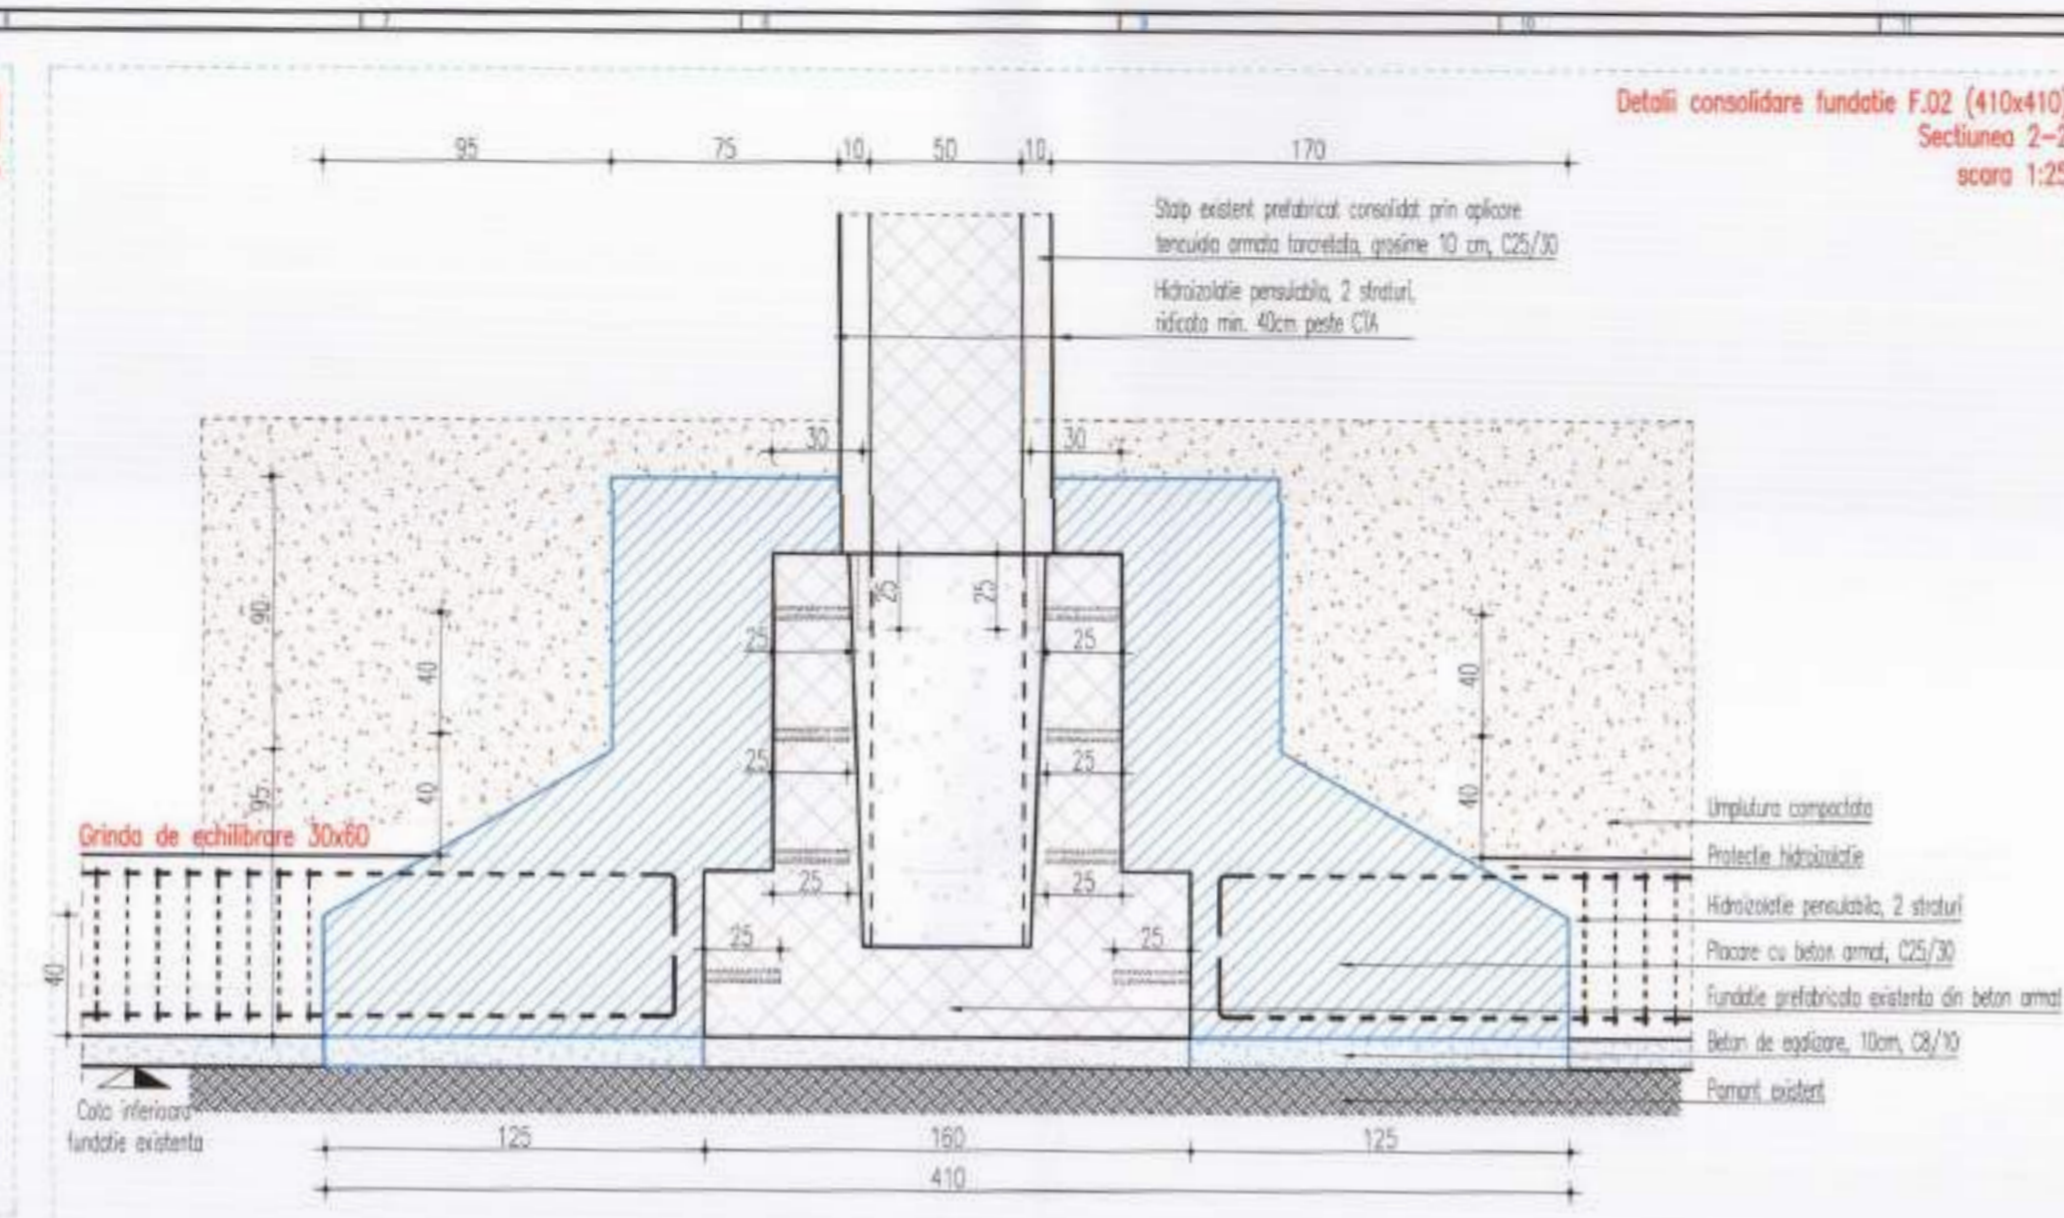 7
8
9
10
11
Detalii consolidare fundatie F.02 (410x410)
Sectiunea 2-2
scara 1:25
95 75 10 50 10 170
Stalp existent prefabricat consolidat prin aplicare
tencuiala armata torcretata, grosime 10 cm, C25/30
Hidroizolatie pensulabila, 2 straturi,
ridicata min. 40cm peste CTA
30 30
90
25 25
40 40
25 25
25 25
95
40 40
Umplutura compactata
Grinda de echilibrare 30x60
Protectie hidroizolatie
25 25
Hidroizolatie pensulabila, 2 straturi
25 25
Placare cu beton armat, C25/30
40
Fundatie prefabricata existenta din beton armat
Beton de egalizare, 10cm, C8/10
Pamant existent
Cota inferioara
fundatie existenta
125 160 125
410